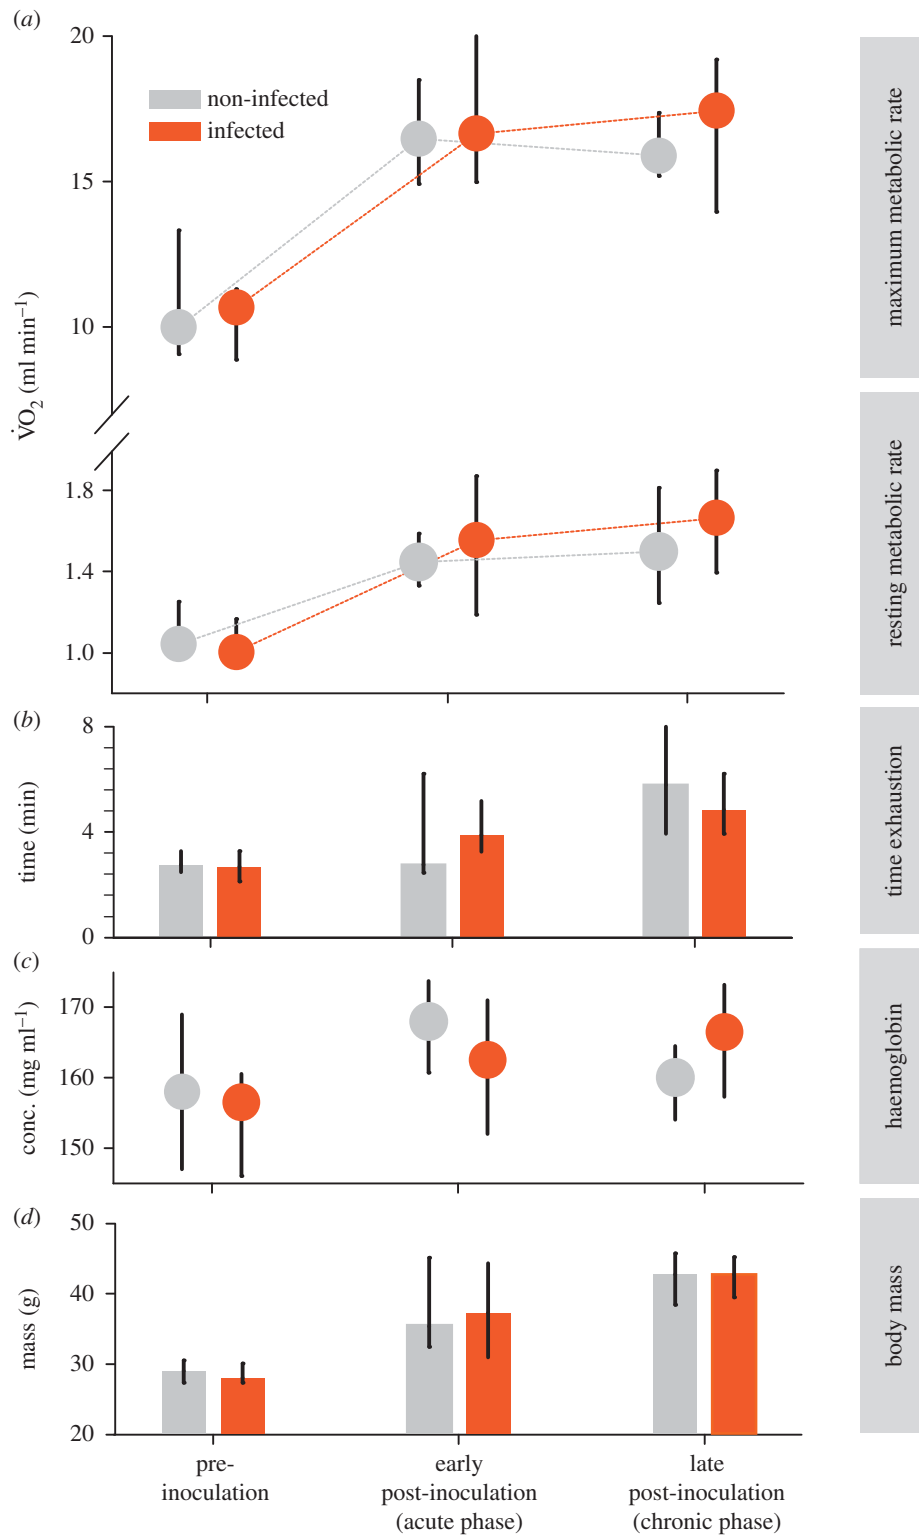 (a)
20
15
10
V̇O₂ (ml min⁻¹)
non-infected
infected
maximum metabolic rate
1.8
1.4
1.0
resting metabolic rate
(b)
8
4
0
time (min)
time exhaustion
(c)
170
160
150
conc. (mg ml⁻¹)
haemoglobin
(d)
50
40
30
20
mass (g)
body mass
pre-
inoculation
early
post-inoculation
(acute phase)
late
post-inoculation
(chronic phase)